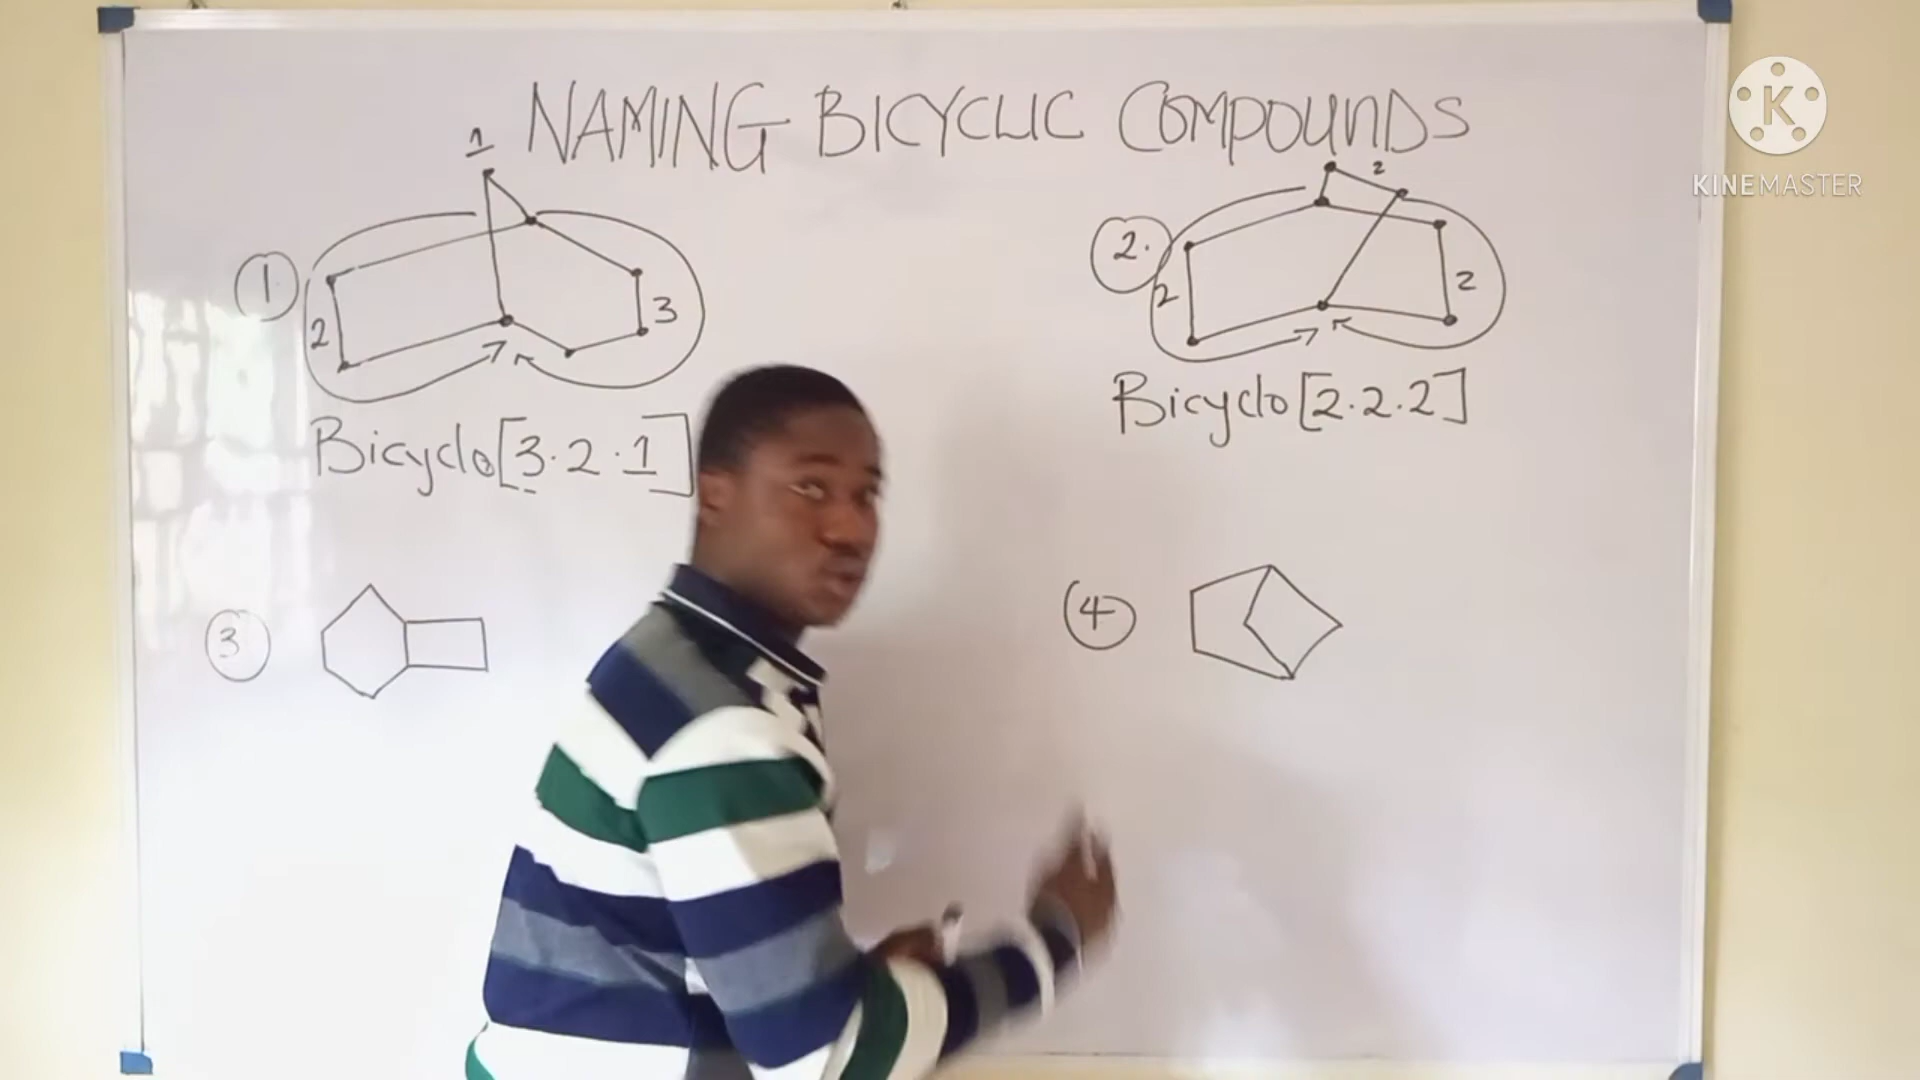 NAMING BICYCLIC COMPOUNDS
KINEMASTER
1
1
2
3
Bicyclo[3.2.1]
2.
2
2
2
Bicyclo[2.2.2]
3
4